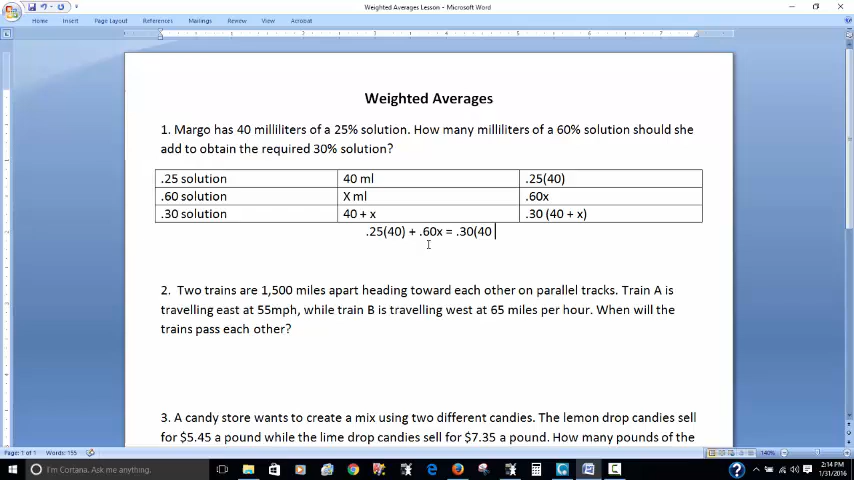 Weighted Averages Lesson - Microsoft Word
Home Insert Page Layout References Mailings Review View Acrobat
Weighted Averages
1. Margo has 40 milliliters of a 25% solution. How many milliliters of a 60% solution should she
add to obtain the required 30% solution?
.25 solution 40 ml .25(40)
.60 solution X ml .60x
.30 solution 40 + x .30 (40 + x)
.25(40) + .60x = .30(40
2. Two trains are 1,500 miles apart heading toward each other on parallel tracks. Train A is
travelling east at 55mph, while train B is travelling west at 65 miles per hour. When will the
trains pass each other?
3. A candy store wants to create a mix using two different candies. The lemon drop candies sell
for $5.45 a pound while the lime drop candies sell for $7.35 a pound. How many pounds of the
Page: 1 of 1 Words: 155 140%
I'm Cortana. Ask me anything.
2:14 PM
1/31/2016